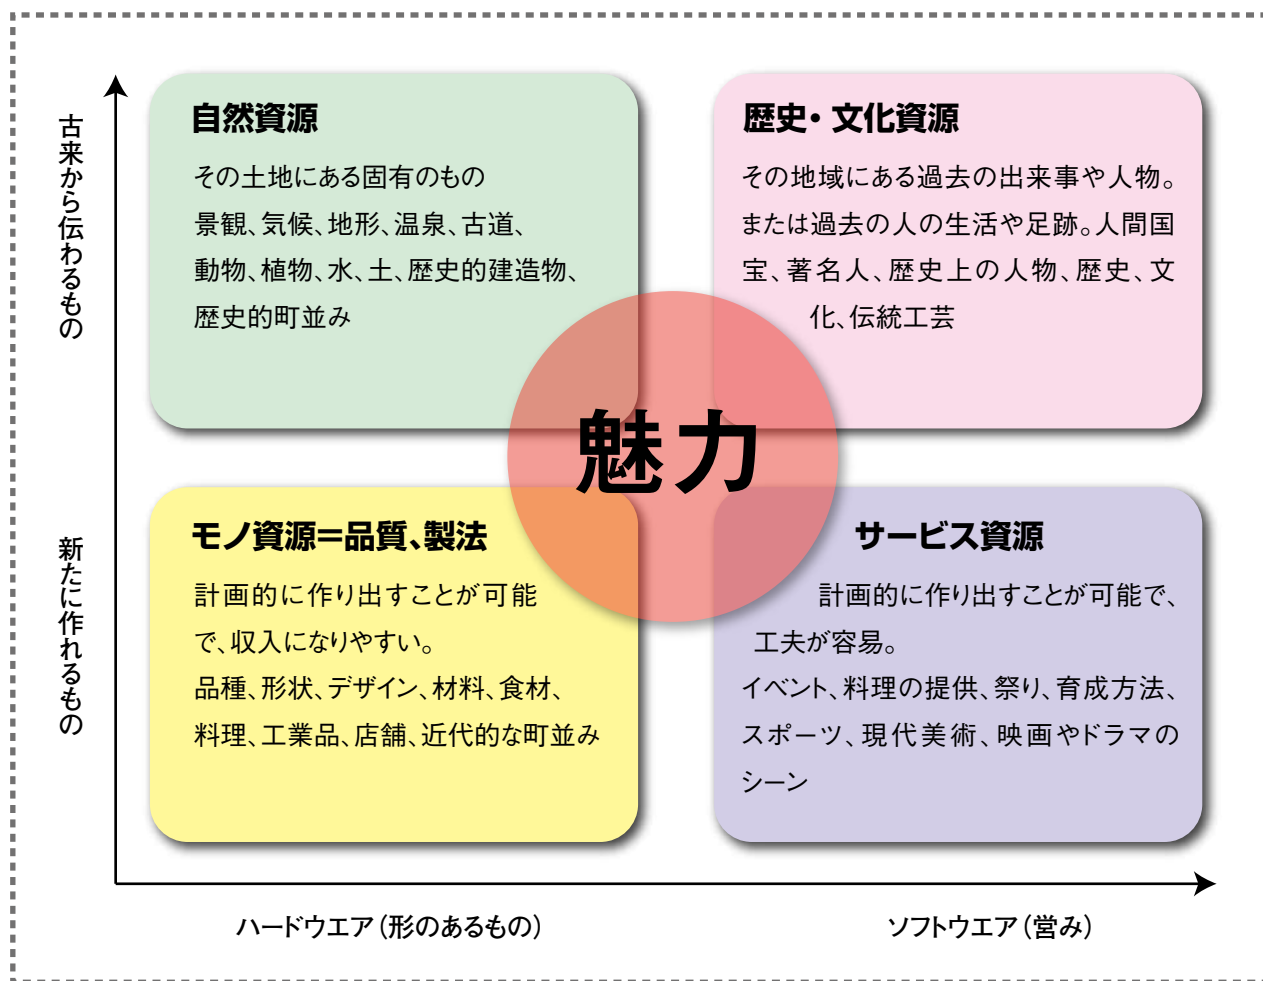 古来から伝わるもの
自然資源
その土地にある固有のもの
景観、気候、地形、温泉、古道、
動物、植物、水、土、歴史的建造物、
歴史的町並み
歴史・文化資源
その地域にある過去の出来事や人物。
または過去の人の生活や足跡。人間国
宝、著名人、歴史上の人物、歴史、文
化、伝統工芸
魅力
新たに作れるもの
モノ資源＝品質、製法
計画的に作り出すことが可能
で、収入になりやすい。
品種、形状、デザイン、材料、食材、
料理、工業品、店舗、近代的な町並み
サービス資源
計画的に作り出すことが可能で、
工夫が容易。
イベント、料理の提供、祭り、育成方法、
スポーツ、現代美術、映画やドラマの
シーン
ハードウエア（形のあるもの）
ソフトウエア（営み）